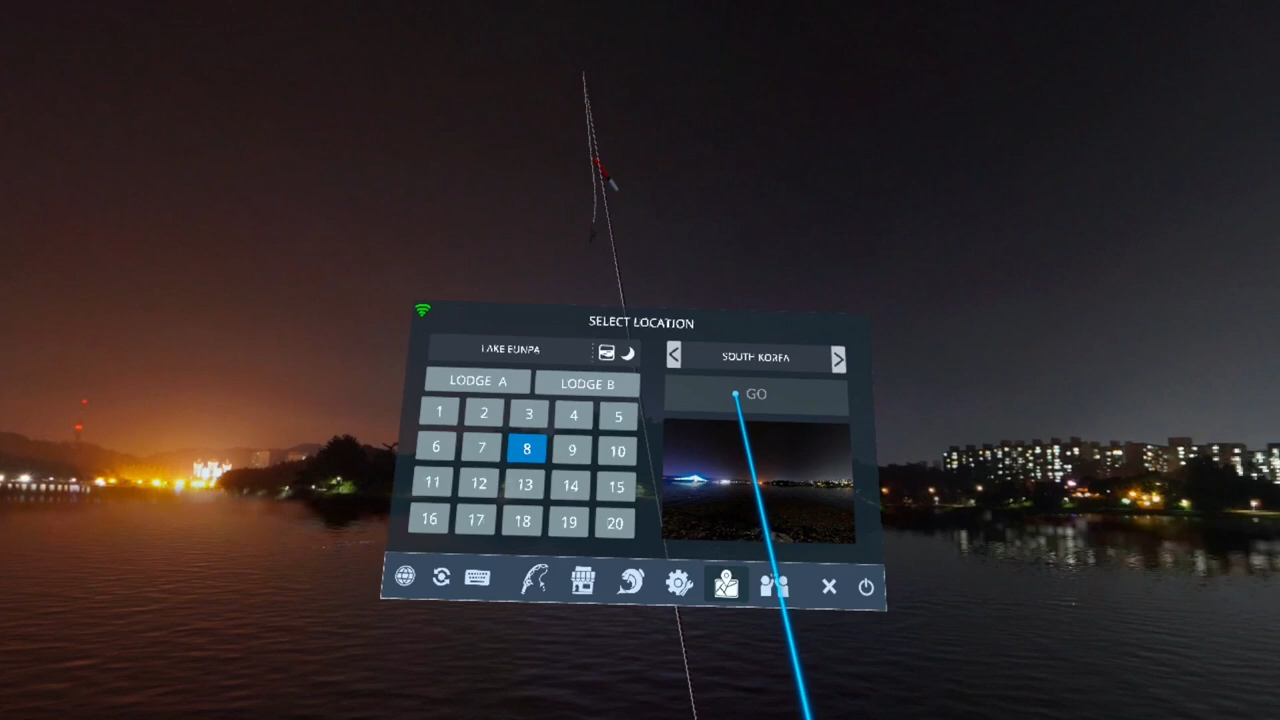 SELECT LOCATION
LAKE EUNPA
SOUTH KOREA
LODGE A
LODGE B
GO
1 2 3 4 5
6 7 8 9 10
11 12 13 14 15
16 17 18 19 20